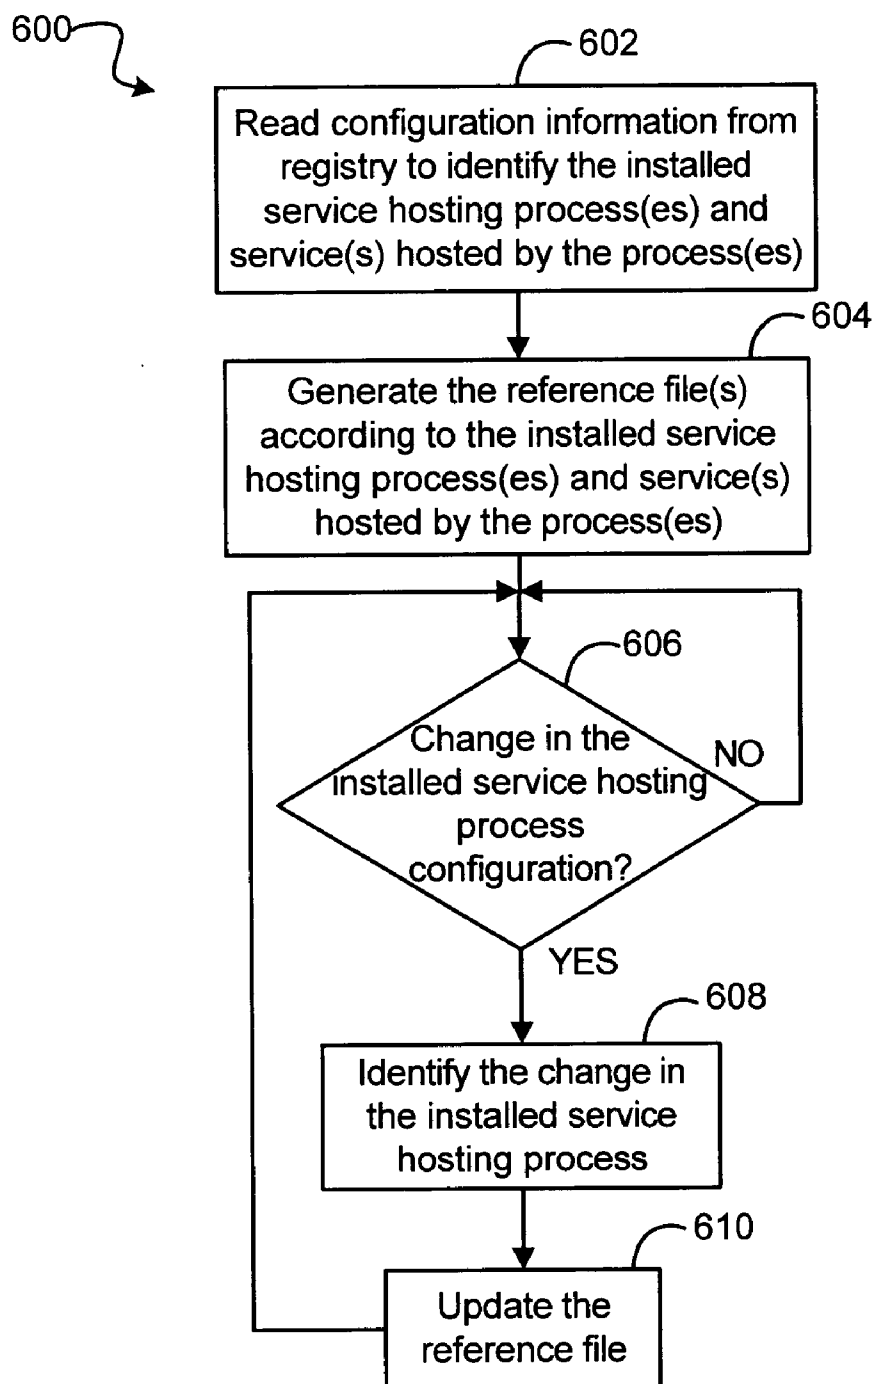 600
602
Read configuration information from
registry to identify the installed
service hosting process(es) and
service(s) hosted by the process(es)
604
Generate the reference file(s)
according to the installed service
hosting process(es) and service(s)
hosted by the process(es)
606
Change in the
installed service hosting
process
configuration?
NO
YES
608
Identify the change in
the installed service
hosting process
610
Update the
reference file